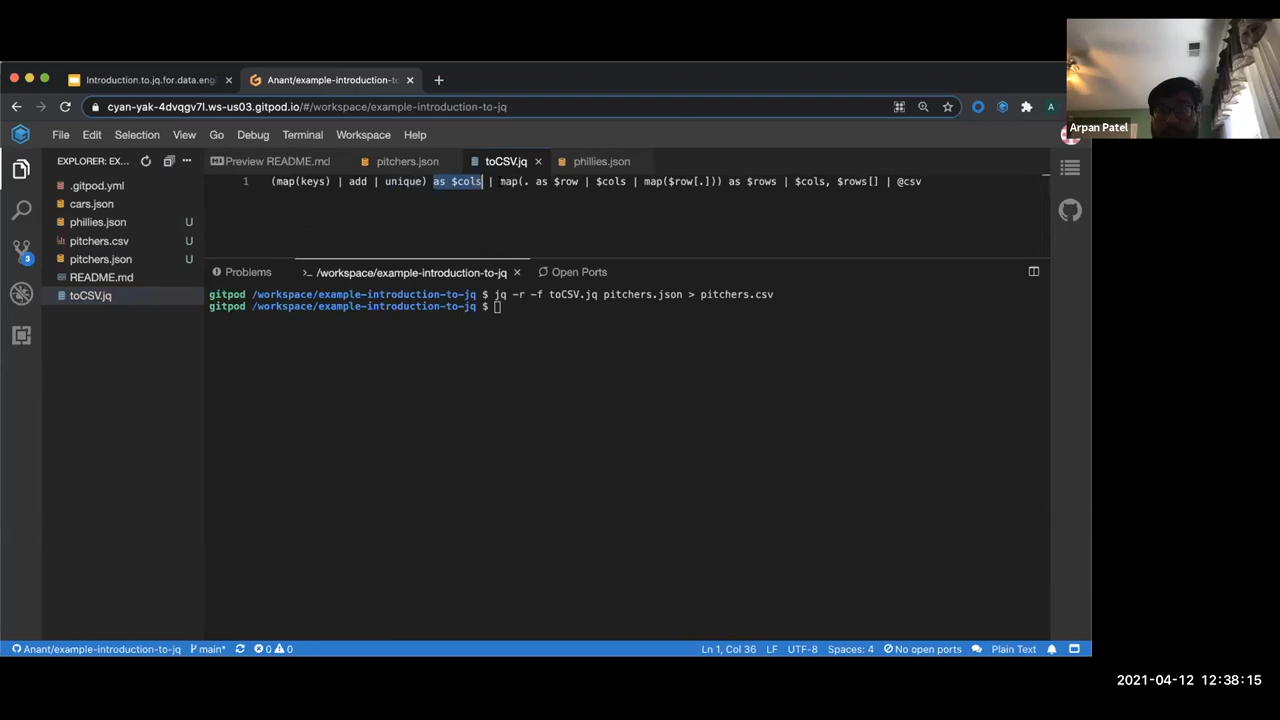 Introduction.to.jq.for.data.eng
Anant/example-introduction-to-
cyan-yak-4dvqgv7l.ws-us03.gitpod.io/#/workspace/example-introduction-to-jq
A
File Edit Selection View Go Debug Terminal Workspace Help
Arpan Patel
EXPLORER: EX...
Preview README.md
pitchers.json
toCSV.jq
phillies.json
1 (map(keys) | add | unique) as $cols | map(. as $row | $cols | map($row[.])) as $rows | $cols, $rows[] | @csv
.gitpod.yml
cars.json
phillies.json U
pitchers.csv U
pitchers.json U
README.md
toCSV.jq
3
Problems
>_ /workspace/example-introduction-to-jq
Open Ports
gitpod /workspace/example-introduction-to-jq $ jq -r -f toCSV.jq pitchers.json > pitchers.csv
gitpod /workspace/example-introduction-to-jq $
Anant/example-introduction-to-jq main* 0 0 Ln 1, Col 36 LF UTF-8 Spaces: 4 No open ports Plain Text
2021-04-12 12:38:15